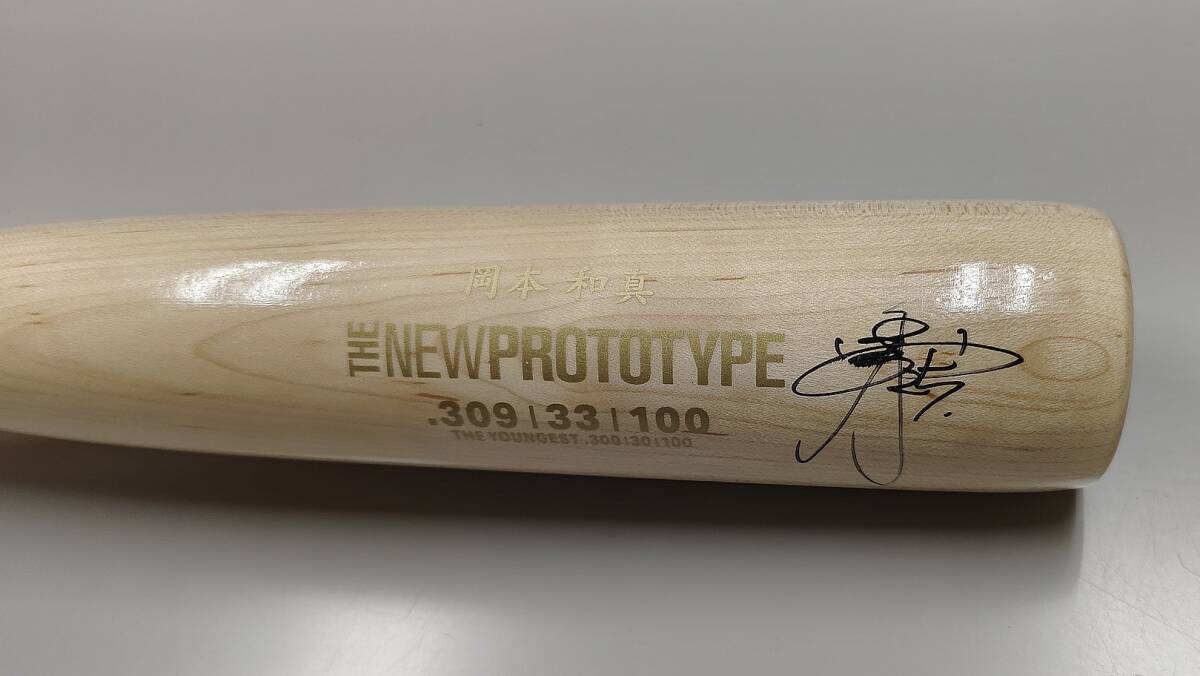 岡本 和真
THE NEWPROTOTYPE
.309 | 33 | 100
THE YOUNGEST .300 | 30 | 100